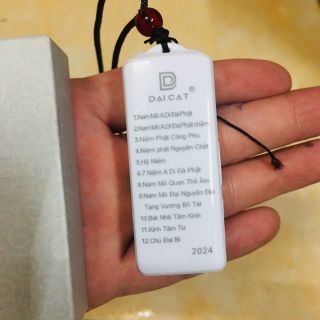 D
DAI CAT®
1.Nam Mô A Di Đà Phật
2.Nam Mô A Di Đà Phật chậm
3.Niệm Phật Công Phu
4.Niệm phật Nguyên Chất
5.Hộ Niệm
6-7.Niệm A Di Đà Phật
8.Nam Mô Quan Thế Âm
9.Nam Mô Đại Nguyện Địa
Tạng Vương Bồ Tát
10.Bát Nhã Tâm Kinh
11.Kinh Tâm Từ
12.Chú Đại Bi
2024